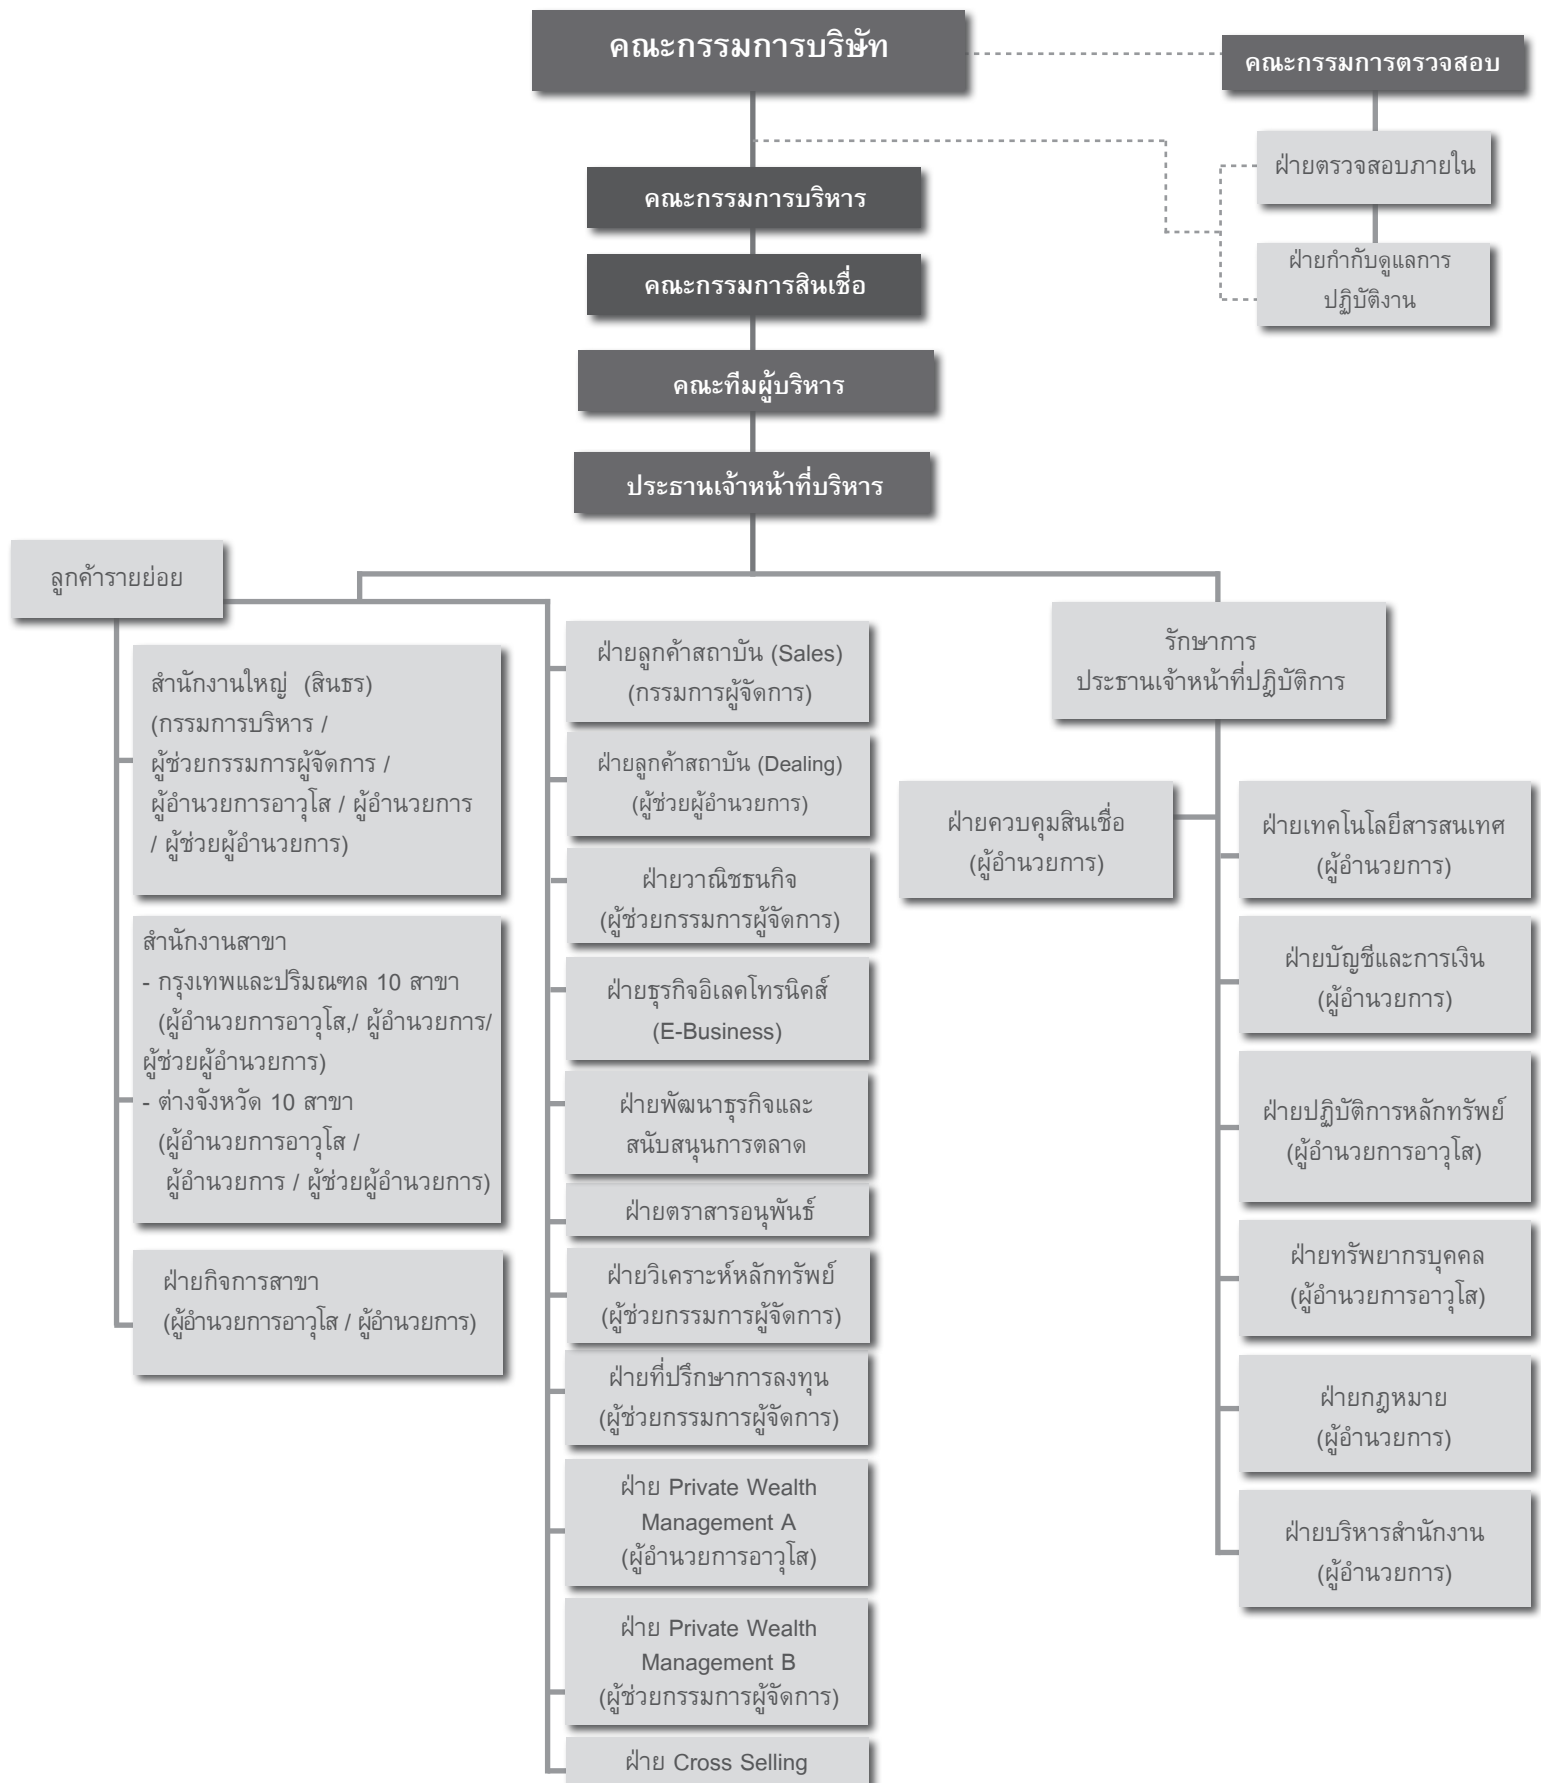 คณะกรรมการบริษัท
คณะกรรมการตรวจสอบ
ฝ่ายตรวจสอบภายใน
ฝ่ายกำกับดูแลการ
ปฏิบัติงาน
คณะกรรมการบริหาร
คณะกรรมการสินเชื่อ
คณะทีมผู้บริหาร
ประธานเจ้าหน้าที่บริหาร
ลูกค้ารายย่อย
สำนักงานใหญ่ (สินธร)
(กรรมการบริหาร /
ผู้ช่วยกรรมการผู้จัดการ /
ผู้อำนวยการอาวุโส / ผู้อำนวยการ
/ ผู้ช่วยผู้อำนวยการ)
สำนักงานสาขา
- กรุงเทพและปริมณฑล 10 สาขา
(ผู้อำนวยการอาวุโส,/ ผู้อำนวยการ/
ผู้ช่วยผู้อำนวยการ)
- ต่างจังหวัด 10 สาขา
(ผู้อำนวยการอาวุโส /
ผู้อำนวยการ / ผู้ช่วยผู้อำนวยการ)
ฝ่ายกิจการสาขา
(ผู้อำนวยการอาวุโส / ผู้อำนวยการ)
ฝ่ายลูกค้าสถาบัน (Sales)
(กรรมการผู้จัดการ)
ฝ่ายลูกค้าสถาบัน (Dealing)
(ผู้ช่วยผู้อำนวยการ)
ฝ่ายวาณิชธนกิจ
(ผู้ช่วยกรรมการผู้จัดการ)
ฝ่ายธุรกิจอิเลคโทรนิคส์
(E-Business)
ฝ่ายพัฒนาธุรกิจและ
สนับสนุนการตลาด
ฝ่ายตราสารอนุพันธ์
ฝ่ายวิเคราะห์หลักทรัพย์
(ผู้ช่วยกรรมการผู้จัดการ)
ฝ่ายที่ปรึกษาการลงทุน
(ผู้ช่วยกรรมการผู้จัดการ)
ฝ่าย Private Wealth
Management A
(ผู้อำนวยการอาวุโส)
ฝ่าย Private Wealth
Management B
(ผู้ช่วยกรรมการผู้จัดการ)
ฝ่าย Cross Selling
รักษาการ
ประธานเจ้าหน้าที่ปฏิบัติการ
ฝ่ายควบคุมสินเชื่อ
(ผู้อำนวยการ)
ฝ่ายเทคโนโลยีสารสนเทศ
(ผู้อำนวยการ)
ฝ่ายบัญชีและการเงิน
(ผู้อำนวยการ)
ฝ่ายปฏิบัติการหลักทรัพย์
(ผู้อำนวยการอาวุโส)
ฝ่ายทรัพยากรบุคคล
(ผู้อำนวยการอาวุโส)
ฝ่ายกฎหมาย
(ผู้อำนวยการ)
ฝ่ายบริหารสำนักงาน
(ผู้อำนวยการ)